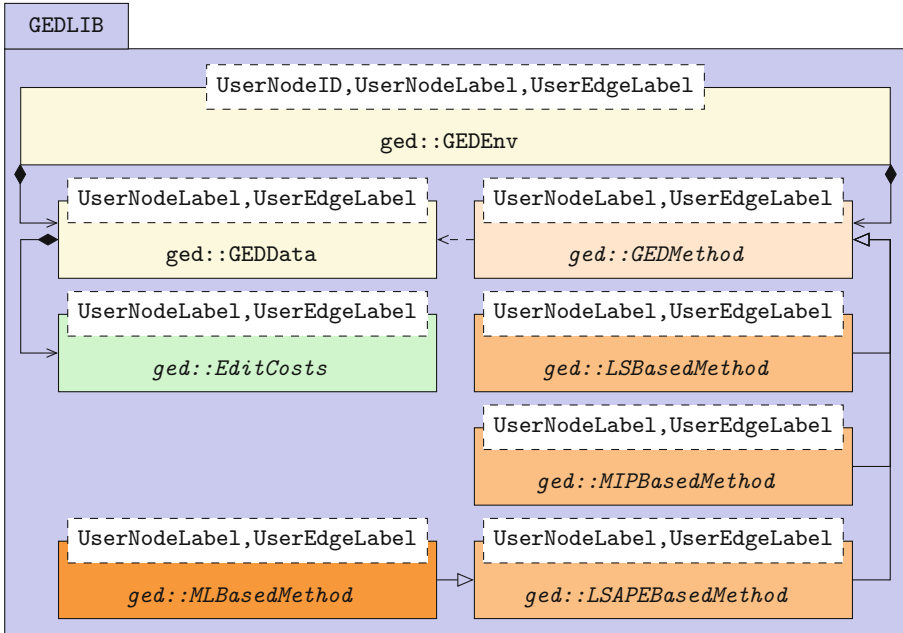 GEDLIB
UserNodeID,UserNodeLabel,UserEdgeLabel
ged::GEDEnv
UserNodeLabel,UserEdgeLabel
ged::GEDData
UserNodeLabel,UserEdgeLabel
ged::GEDMethod
UserNodeLabel,UserEdgeLabel
ged::EditCosts
UserNodeLabel,UserEdgeLabel
ged::LSBasedMethod
UserNodeLabel,UserEdgeLabel
ged::MIPBasedMethod
UserNodeLabel,UserEdgeLabel
ged::MLBasedMethod
UserNodeLabel,UserEdgeLabel
ged::LSAPEBasedMethod